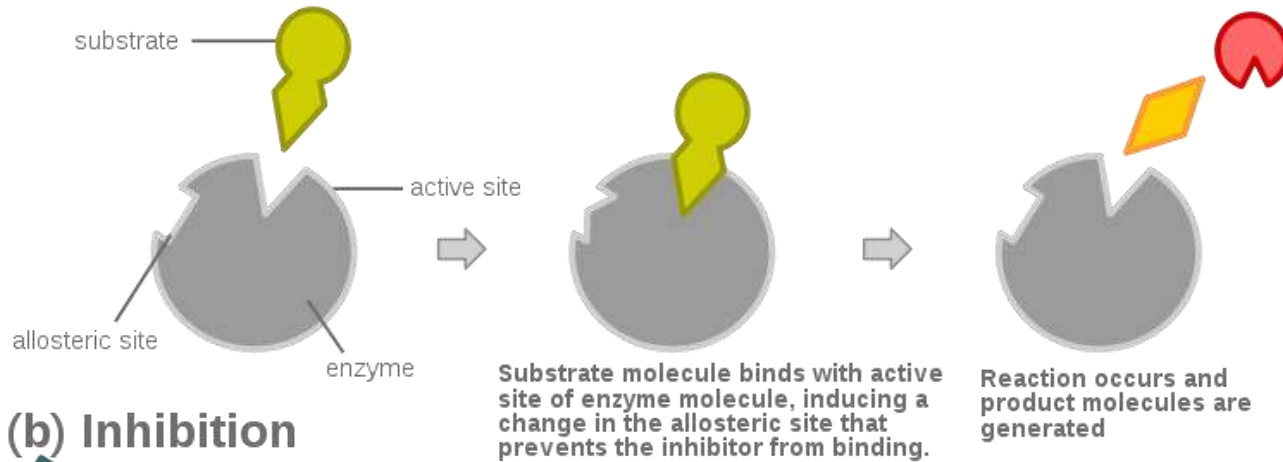 substrate
active site
allosteric site
enzyme
Substrate molecule binds with active
site of enzyme molecule, inducing a
change in the allosteric site that
prevents the inhibitor from binding.
Reaction occurs and
product molecules are
generated
(b) Inhibition